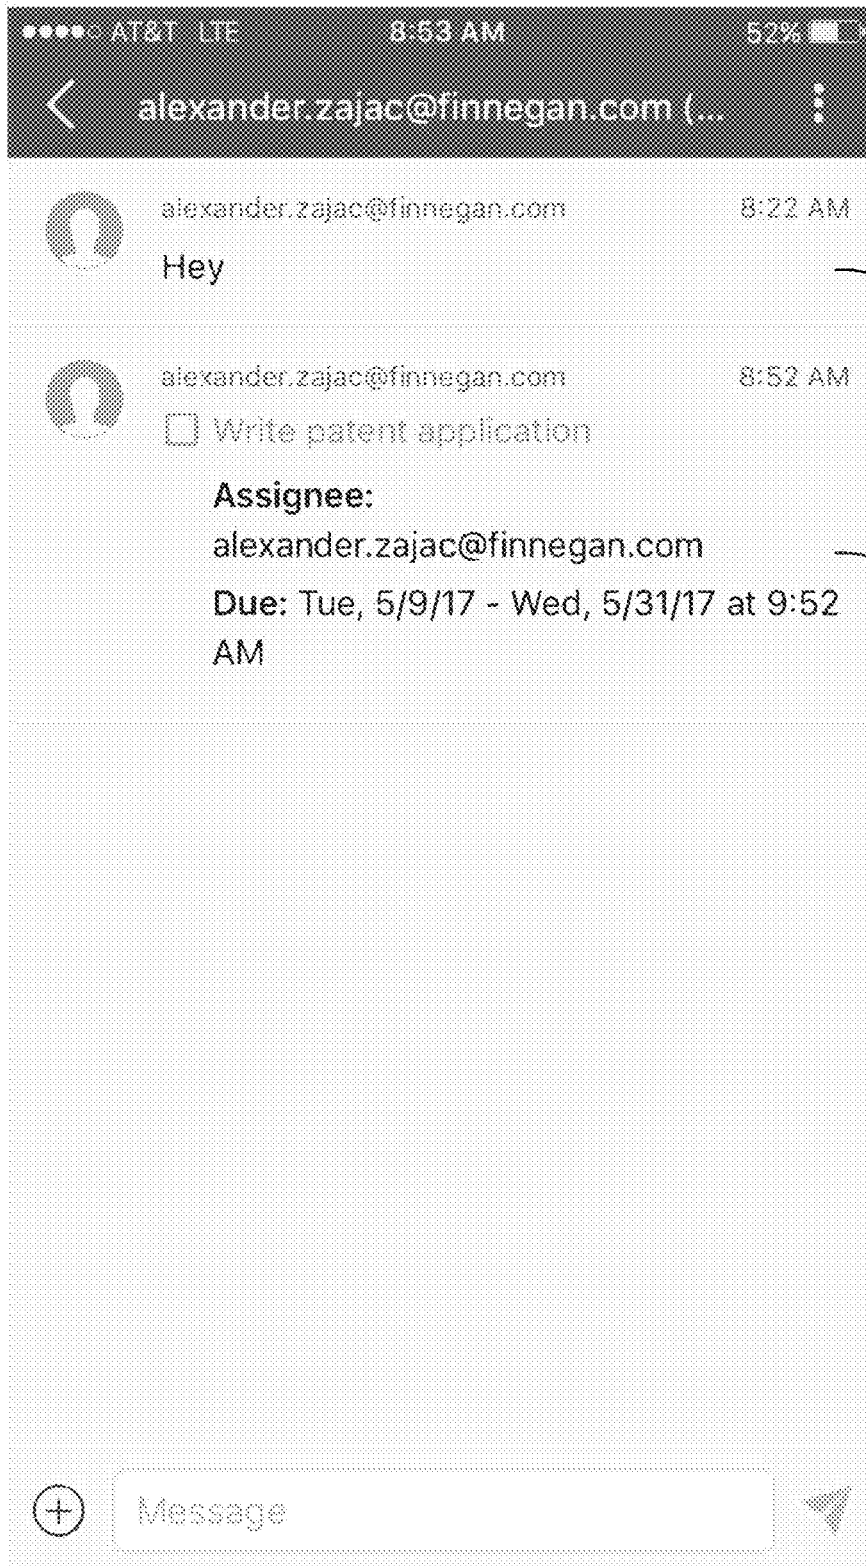 AT&T LTE 8:53 AM 52%
alexander.zajac@finnegan.com (...
alexander.zajac@finnegan.com 8:22 AM
Hey
alexander.zajac@finnegan.com 8:52 AM
Write patent application
Assignee:
alexander.zajac@finnegan.com
Due: Tue, 5/9/17 - Wed, 5/31/17 at 9:52
AM
Message